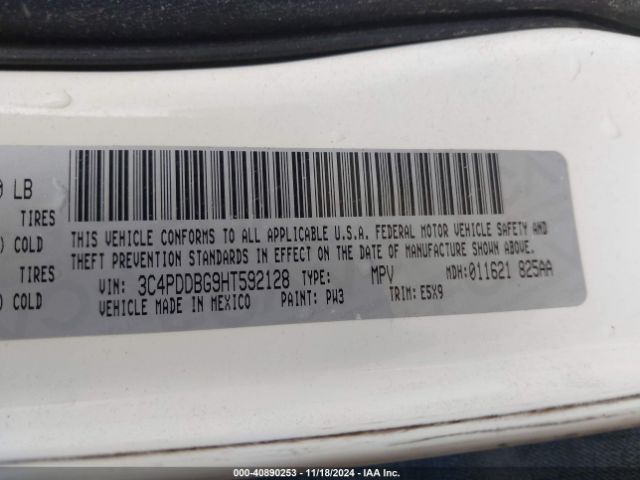 LB
TIRES
COLD
TIRES
COLD
THIS VEHICLE CONFORMS TO ALL APPLICABLE U.S.A. FEDERAL MOTOR VEHICLE SAFETY AND
THEFT PREVENTION STANDARDS IN EFFECT ON THE DATE OF MANUFACTURE SHOWN ABOVE.
VIN: 3C4PDDBG9HT592128 TYPE: MPV MDH:011621 825AA
VEHICLE MADE IN MEXICO PAINT: PW3 TRIM: E5X9
000-40890253 - 11/18/2024 - IAA Inc.